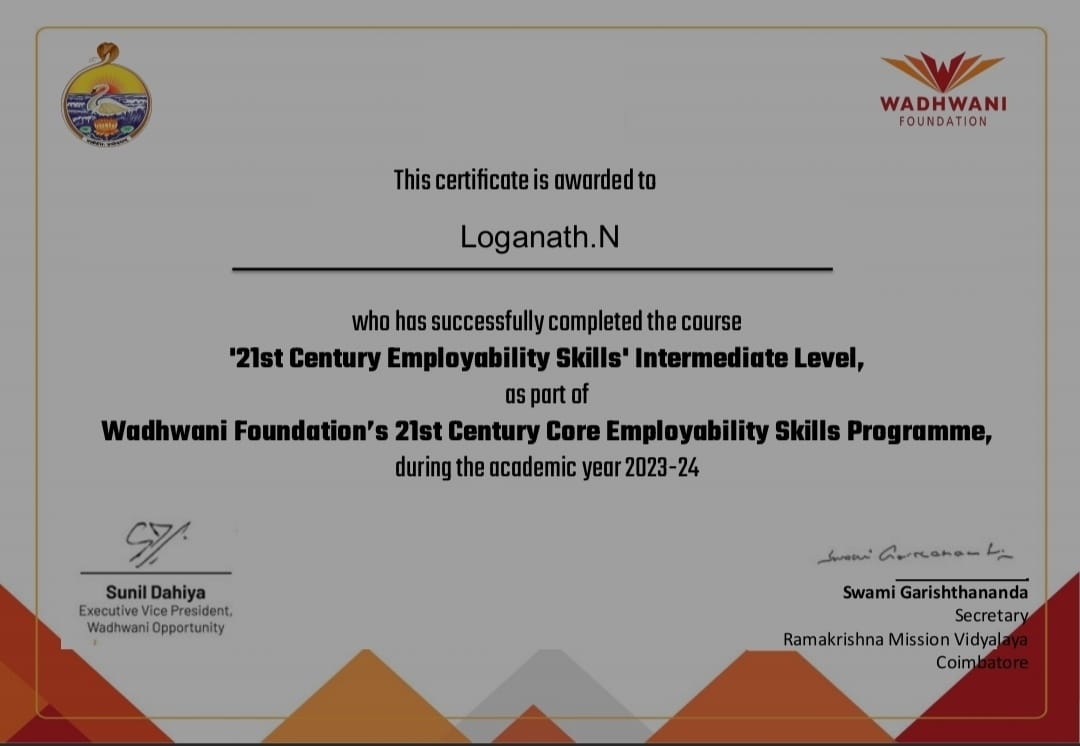 WADHWANI
FOUNDATION
This certificate is awarded to
Loganath.N
who has successfully completed the course
'21st Century Employability Skills' Intermediate Level,
as part of
Wadhwani Foundation’s 21st Century Core Employability Skills Programme,
during the academic year 2023-24
Sunil Dahiya
Executive Vice President,
Wadhwani Opportunity
Swami Garishthananda
Secretary
Ramakrishna Mission Vidyalaya
Coimbatore